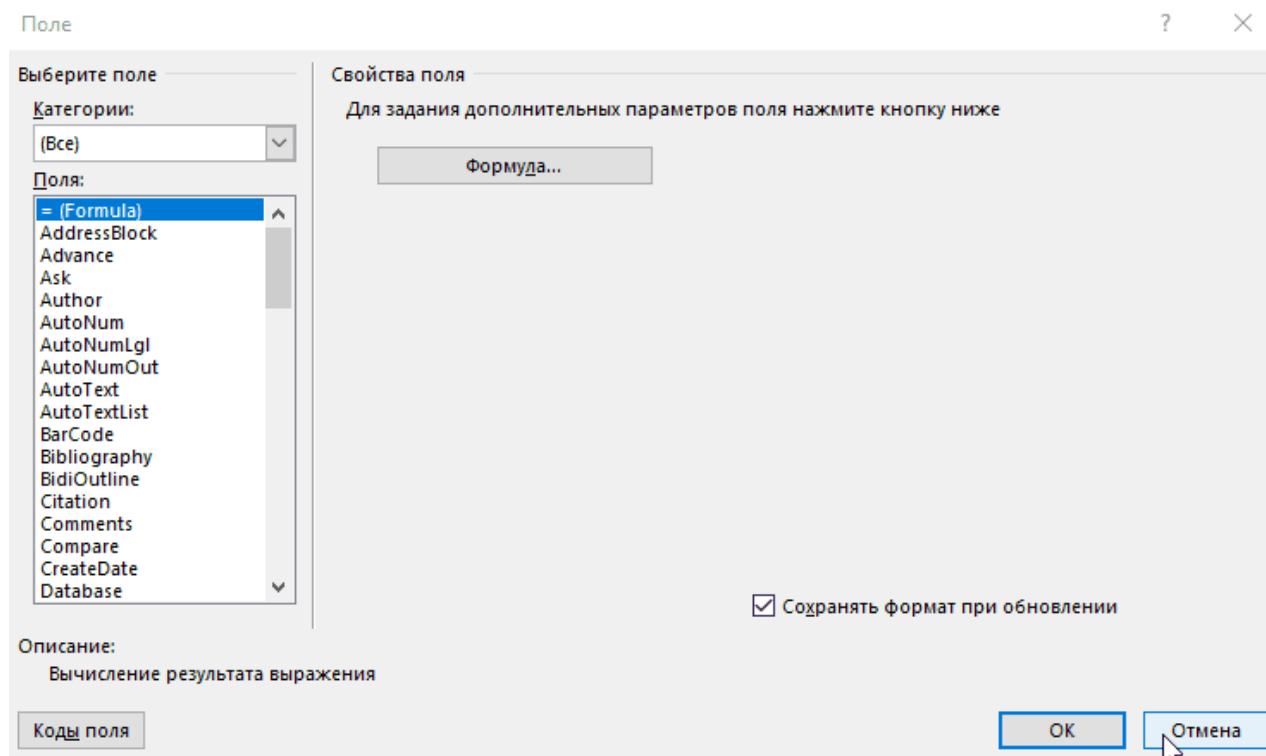 Поле
Выберите поле
Категории:
(Все)
Поля:
= (Formula)
AddressBlock
Advance
Ask
Author
AutoNum
AutoNumLgl
AutoNumOut
AutoText
AutoTextList
BarCode
Bibliography
BidiOutline
Citation
Comments
Compare
CreateDate
Database
Свойства поля
Для задания дополнительных параметров поля нажмите кнопку ниже
Формула...
Сохранять формат при обновлении
Описание:
Вычисление результата выражения
Коды поля
ОК
Отмена